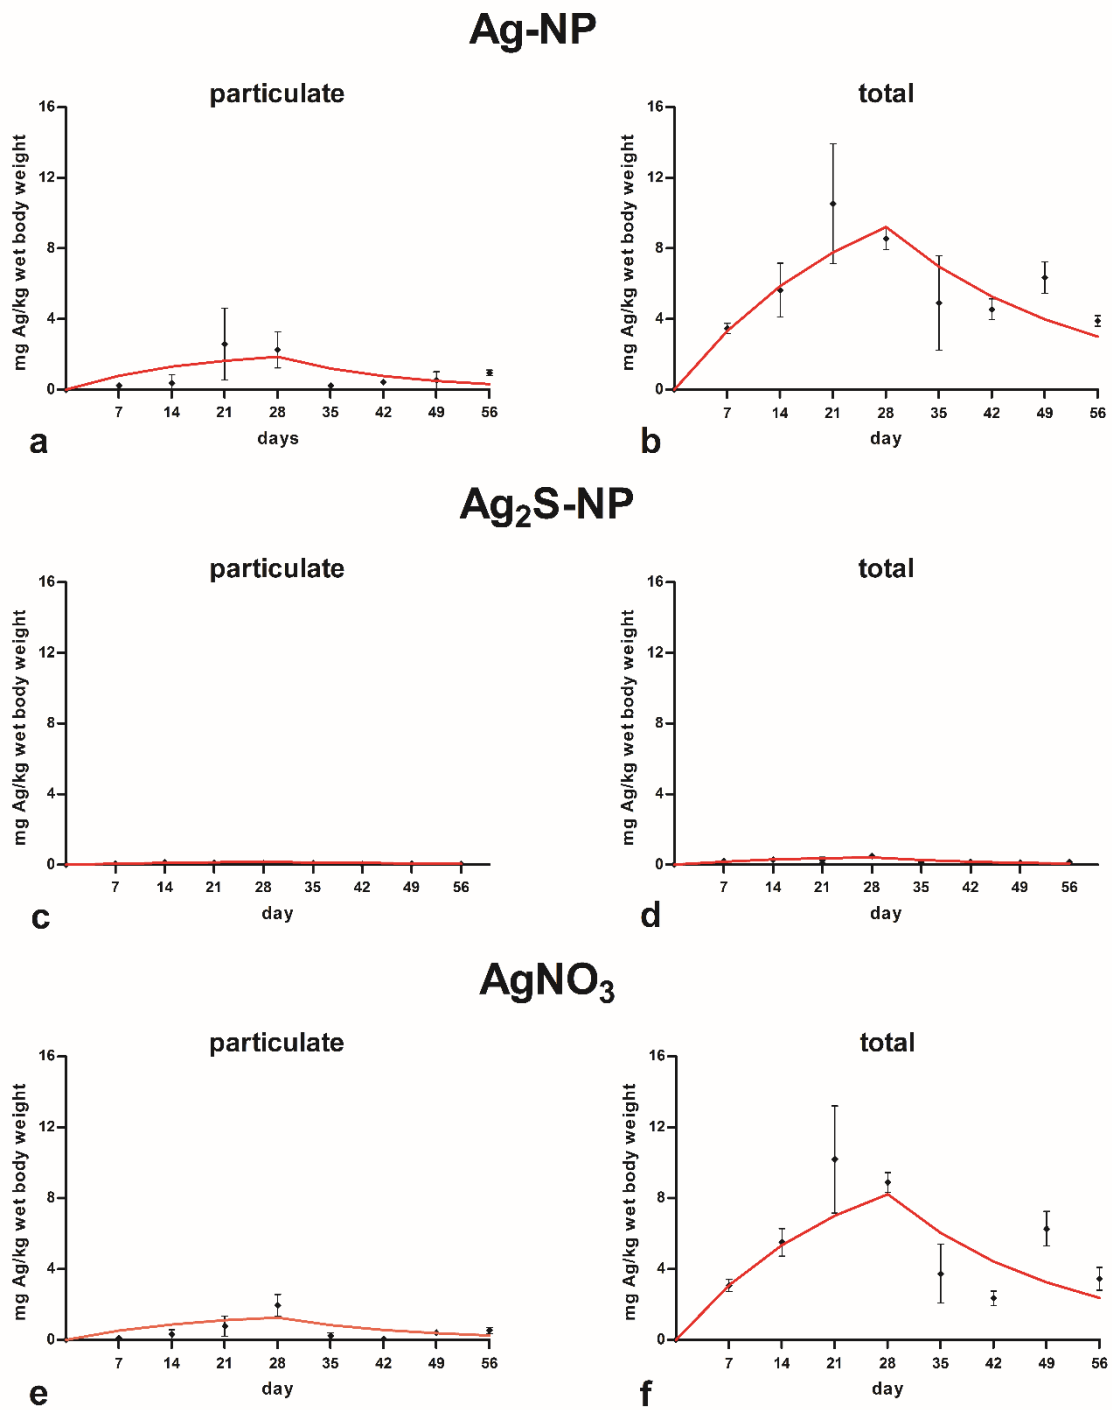 Ag-NP
particulate
mg Ag/kg wet body weight
16
12
8
4
0
7 14 21 28 35 42 49 56
days
a
total
mg Ag/kg wet body weight
16
12
8
4
0
7 14 21 28 35 42 49 56
day
b
Ag₂S-NP
particulate
mg Ag/kg wet body weight
16
12
8
4
0
7 14 21 28 35 42 49 56
day
c
total
mg Ag/kg wet body weight
16
12
8
4
0
7 14 21 28 35 42 49 56
day
d
AgNO₃
particulate
mg Ag/kg wet body weight
16
12
8
4
0
7 14 21 28 35 42 49 56
day
e
total
mg Ag/kg wet body weight
16
12
8
4
0
7 14 21 28 35 42 49 56
day
f